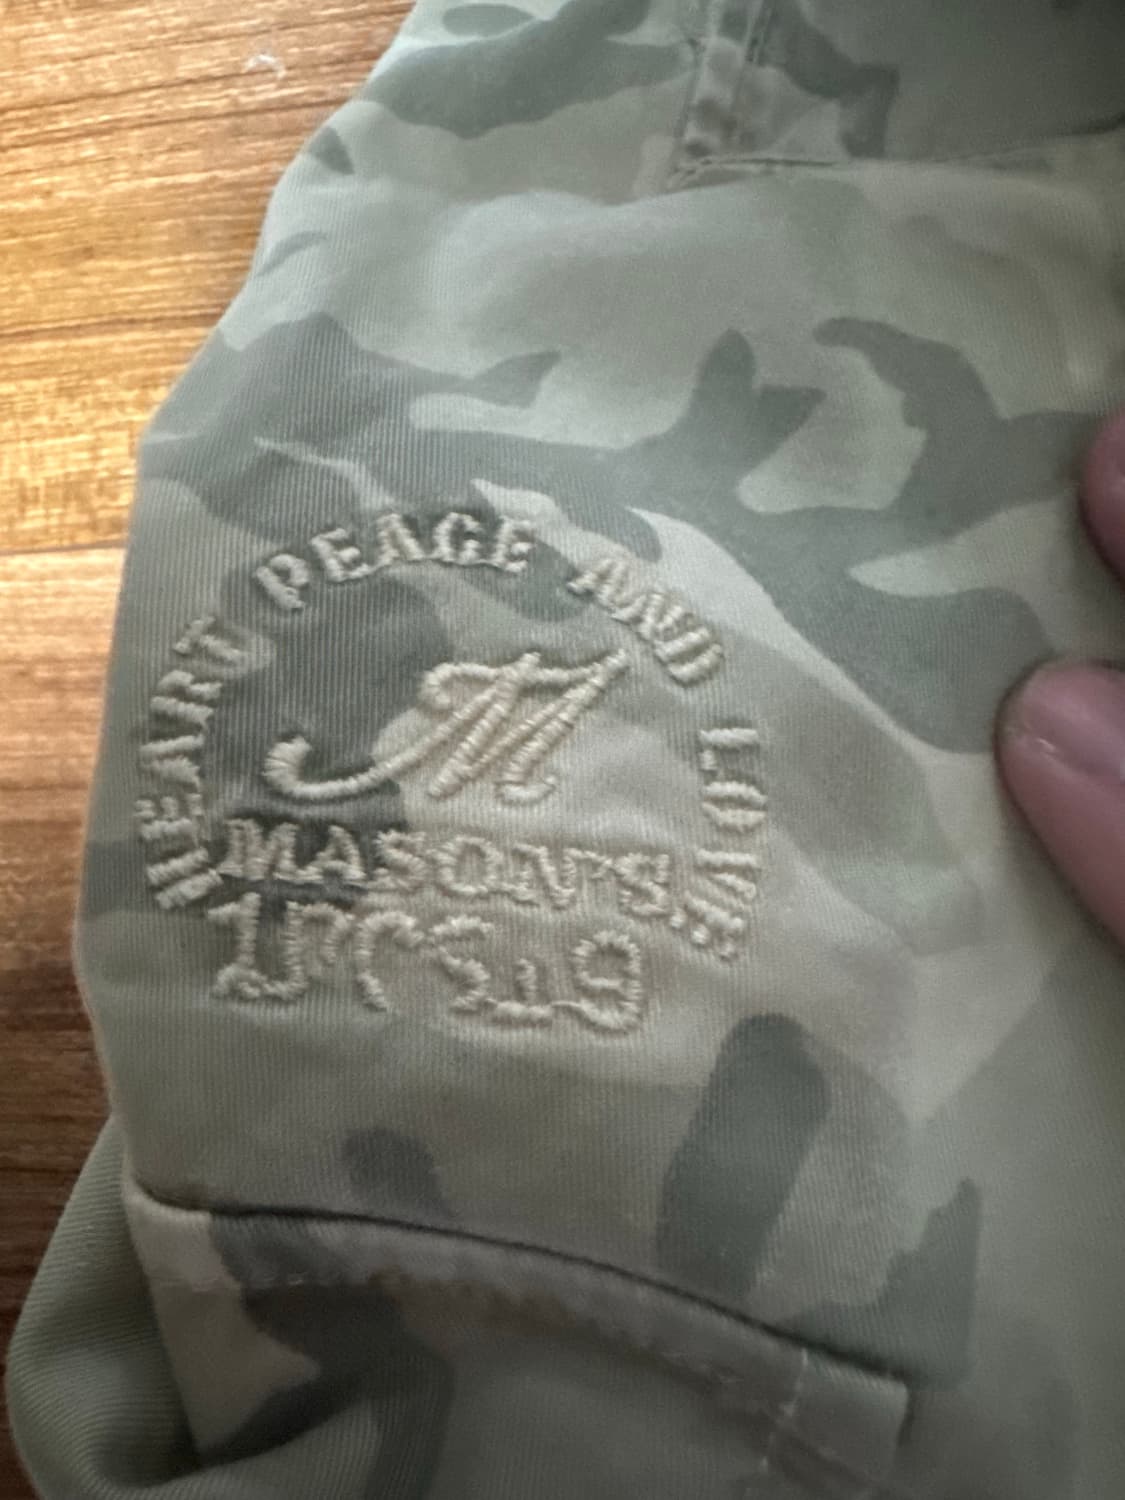 HEART PEACE AND LOVE
M
MASON'S